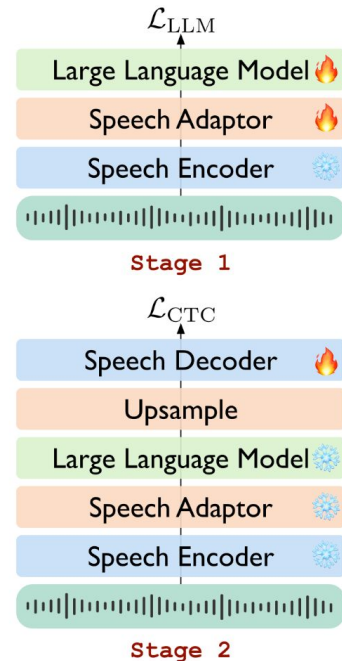 ℒLLM
Large Language Model
Speech Adaptor
Speech Encoder
Stage 1
ℒCTC
Speech Decoder
Upsample
Large Language Model
Speech Adaptor
Speech Encoder
Stage 2